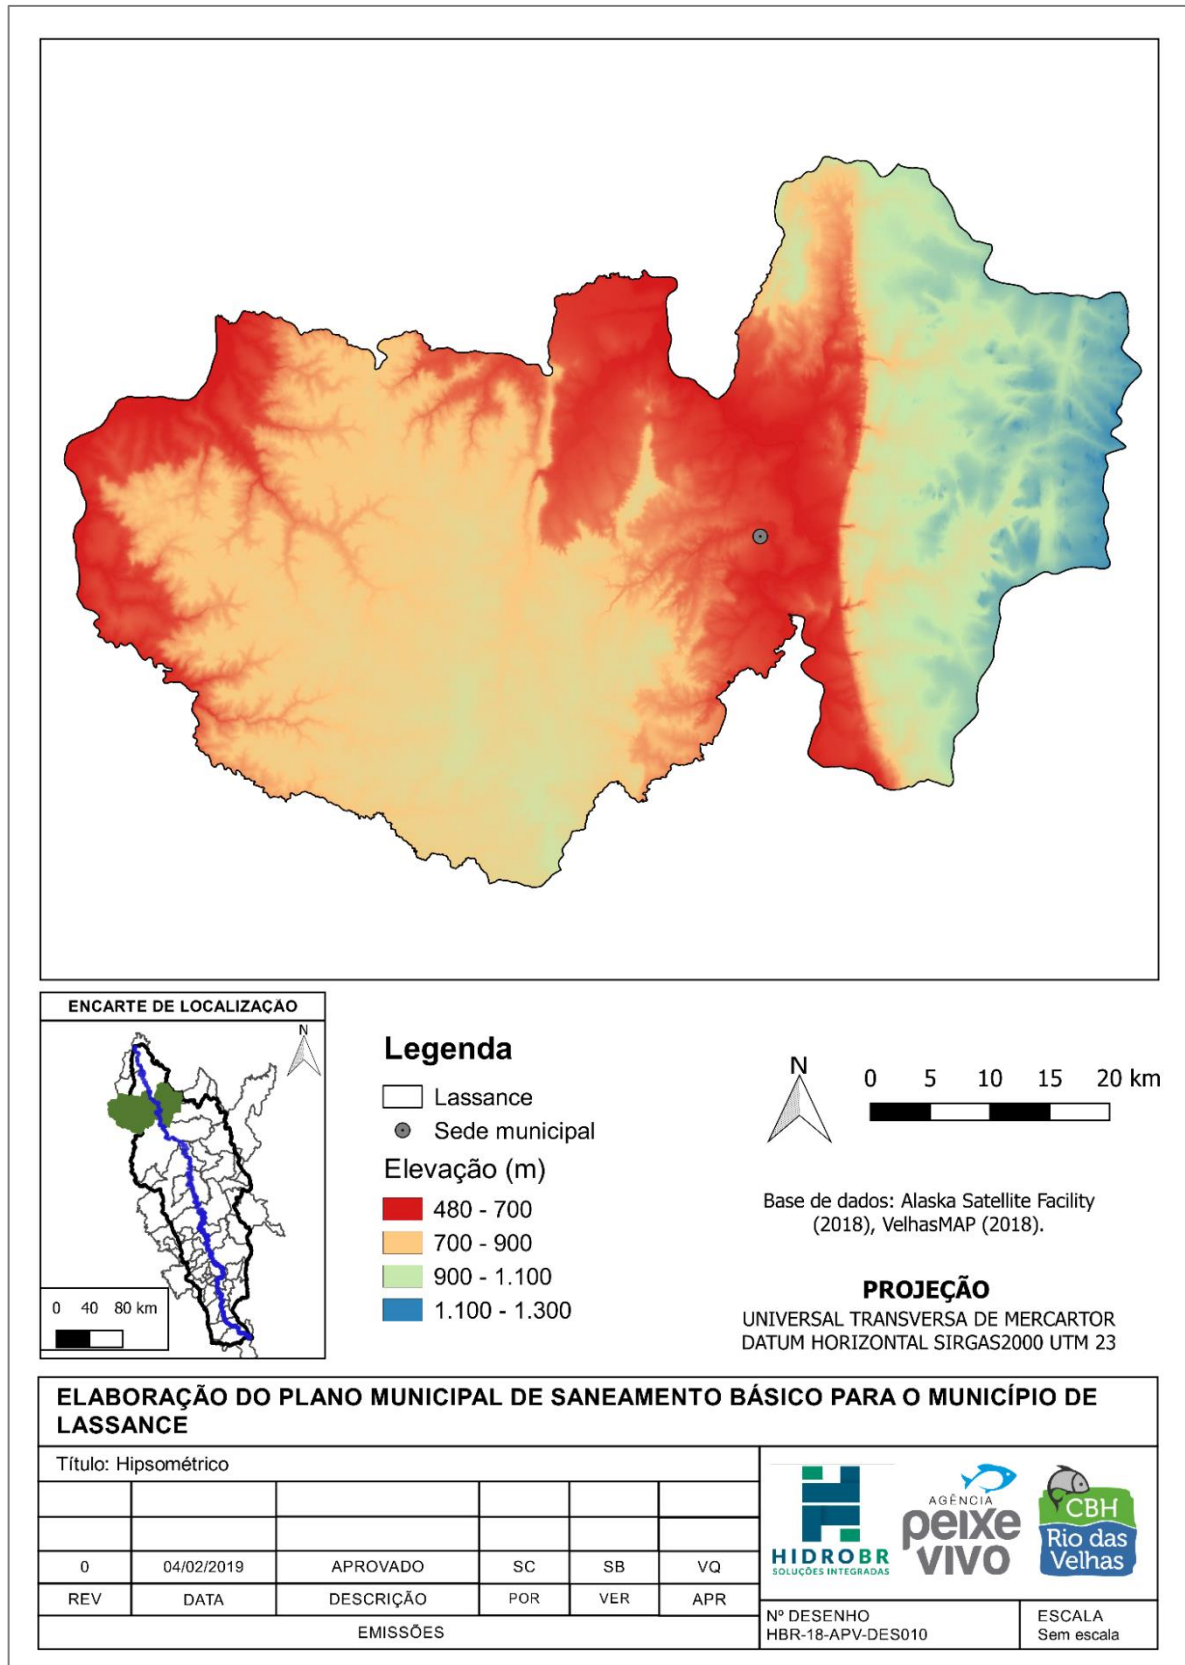 ENCARTE DE LOCALIZAÇÃO
N
0 40 80 km
Legenda
Lassance
Sede municipal
Elevação (m)
480 - 700
700 - 900
900 - 1.100
1.100 - 1.300
N
0 5 10 15 20 km
Base de dados: Alaska Satellite Facility
(2018), VelhasMAP (2018).
PROJEÇÃO
UNIVERSAL TRANSVERSA DE MERCARTOR
DATUM HORIZONTAL SIRGAS2000 UTM 23
ELABORAÇÃO DO PLANO MUNICIPAL DE SANEAMENTO BÁSICO PARA O MUNICÍPIO DE
LASSANCE
Título: Hipsométrico
0 04/02/2019 APROVADO SC SB VQ
REV DATA DESCRIÇÃO POR VER APR
EMISSÕES
HIDROBR
SOLUÇÕES INTEGRADAS
AGÊNCIA
peixe
vivo
CBH
Rio das
Velhas
Nº DESENHO
HBR-18-APV-DES010
ESCALA
Sem escala